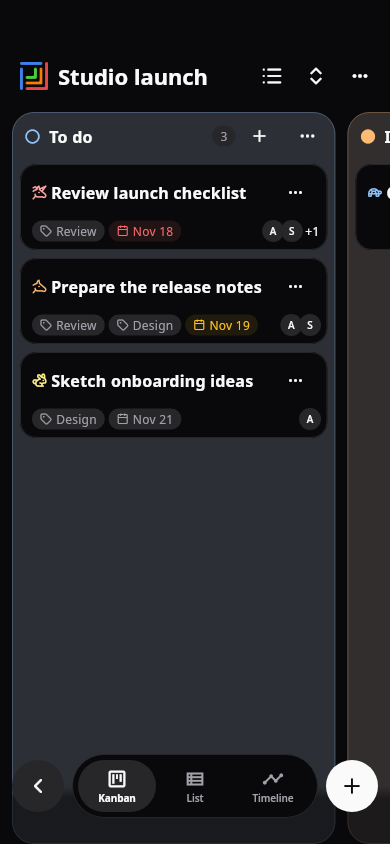 Studio launch
To do 3
Review launch checklist
Review Nov 18 A S +1
Prepare the release notes
Review Design Nov 19 A S
Sketch onboarding ideas
Design Nov 21 A
Kanban List Timeline